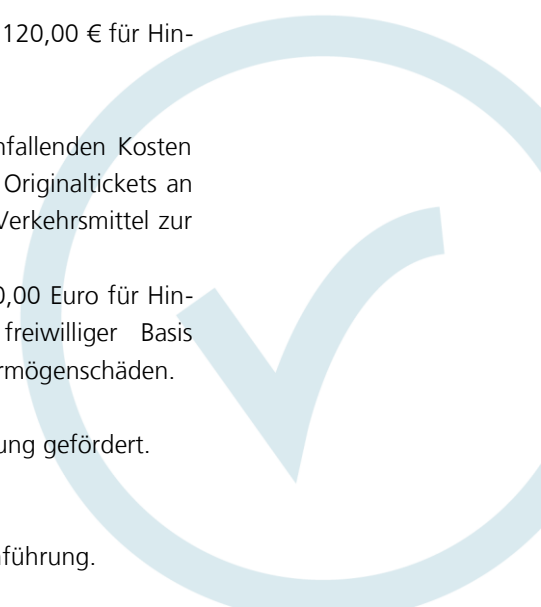 120,00 € für Hin-
nfallenden Kosten
Originaltickets an
Verkehrsmittel zur
0,00 Euro für Hin-
freiwilliger Basis
rmögenschäden.
ung gefördert.
nführung.